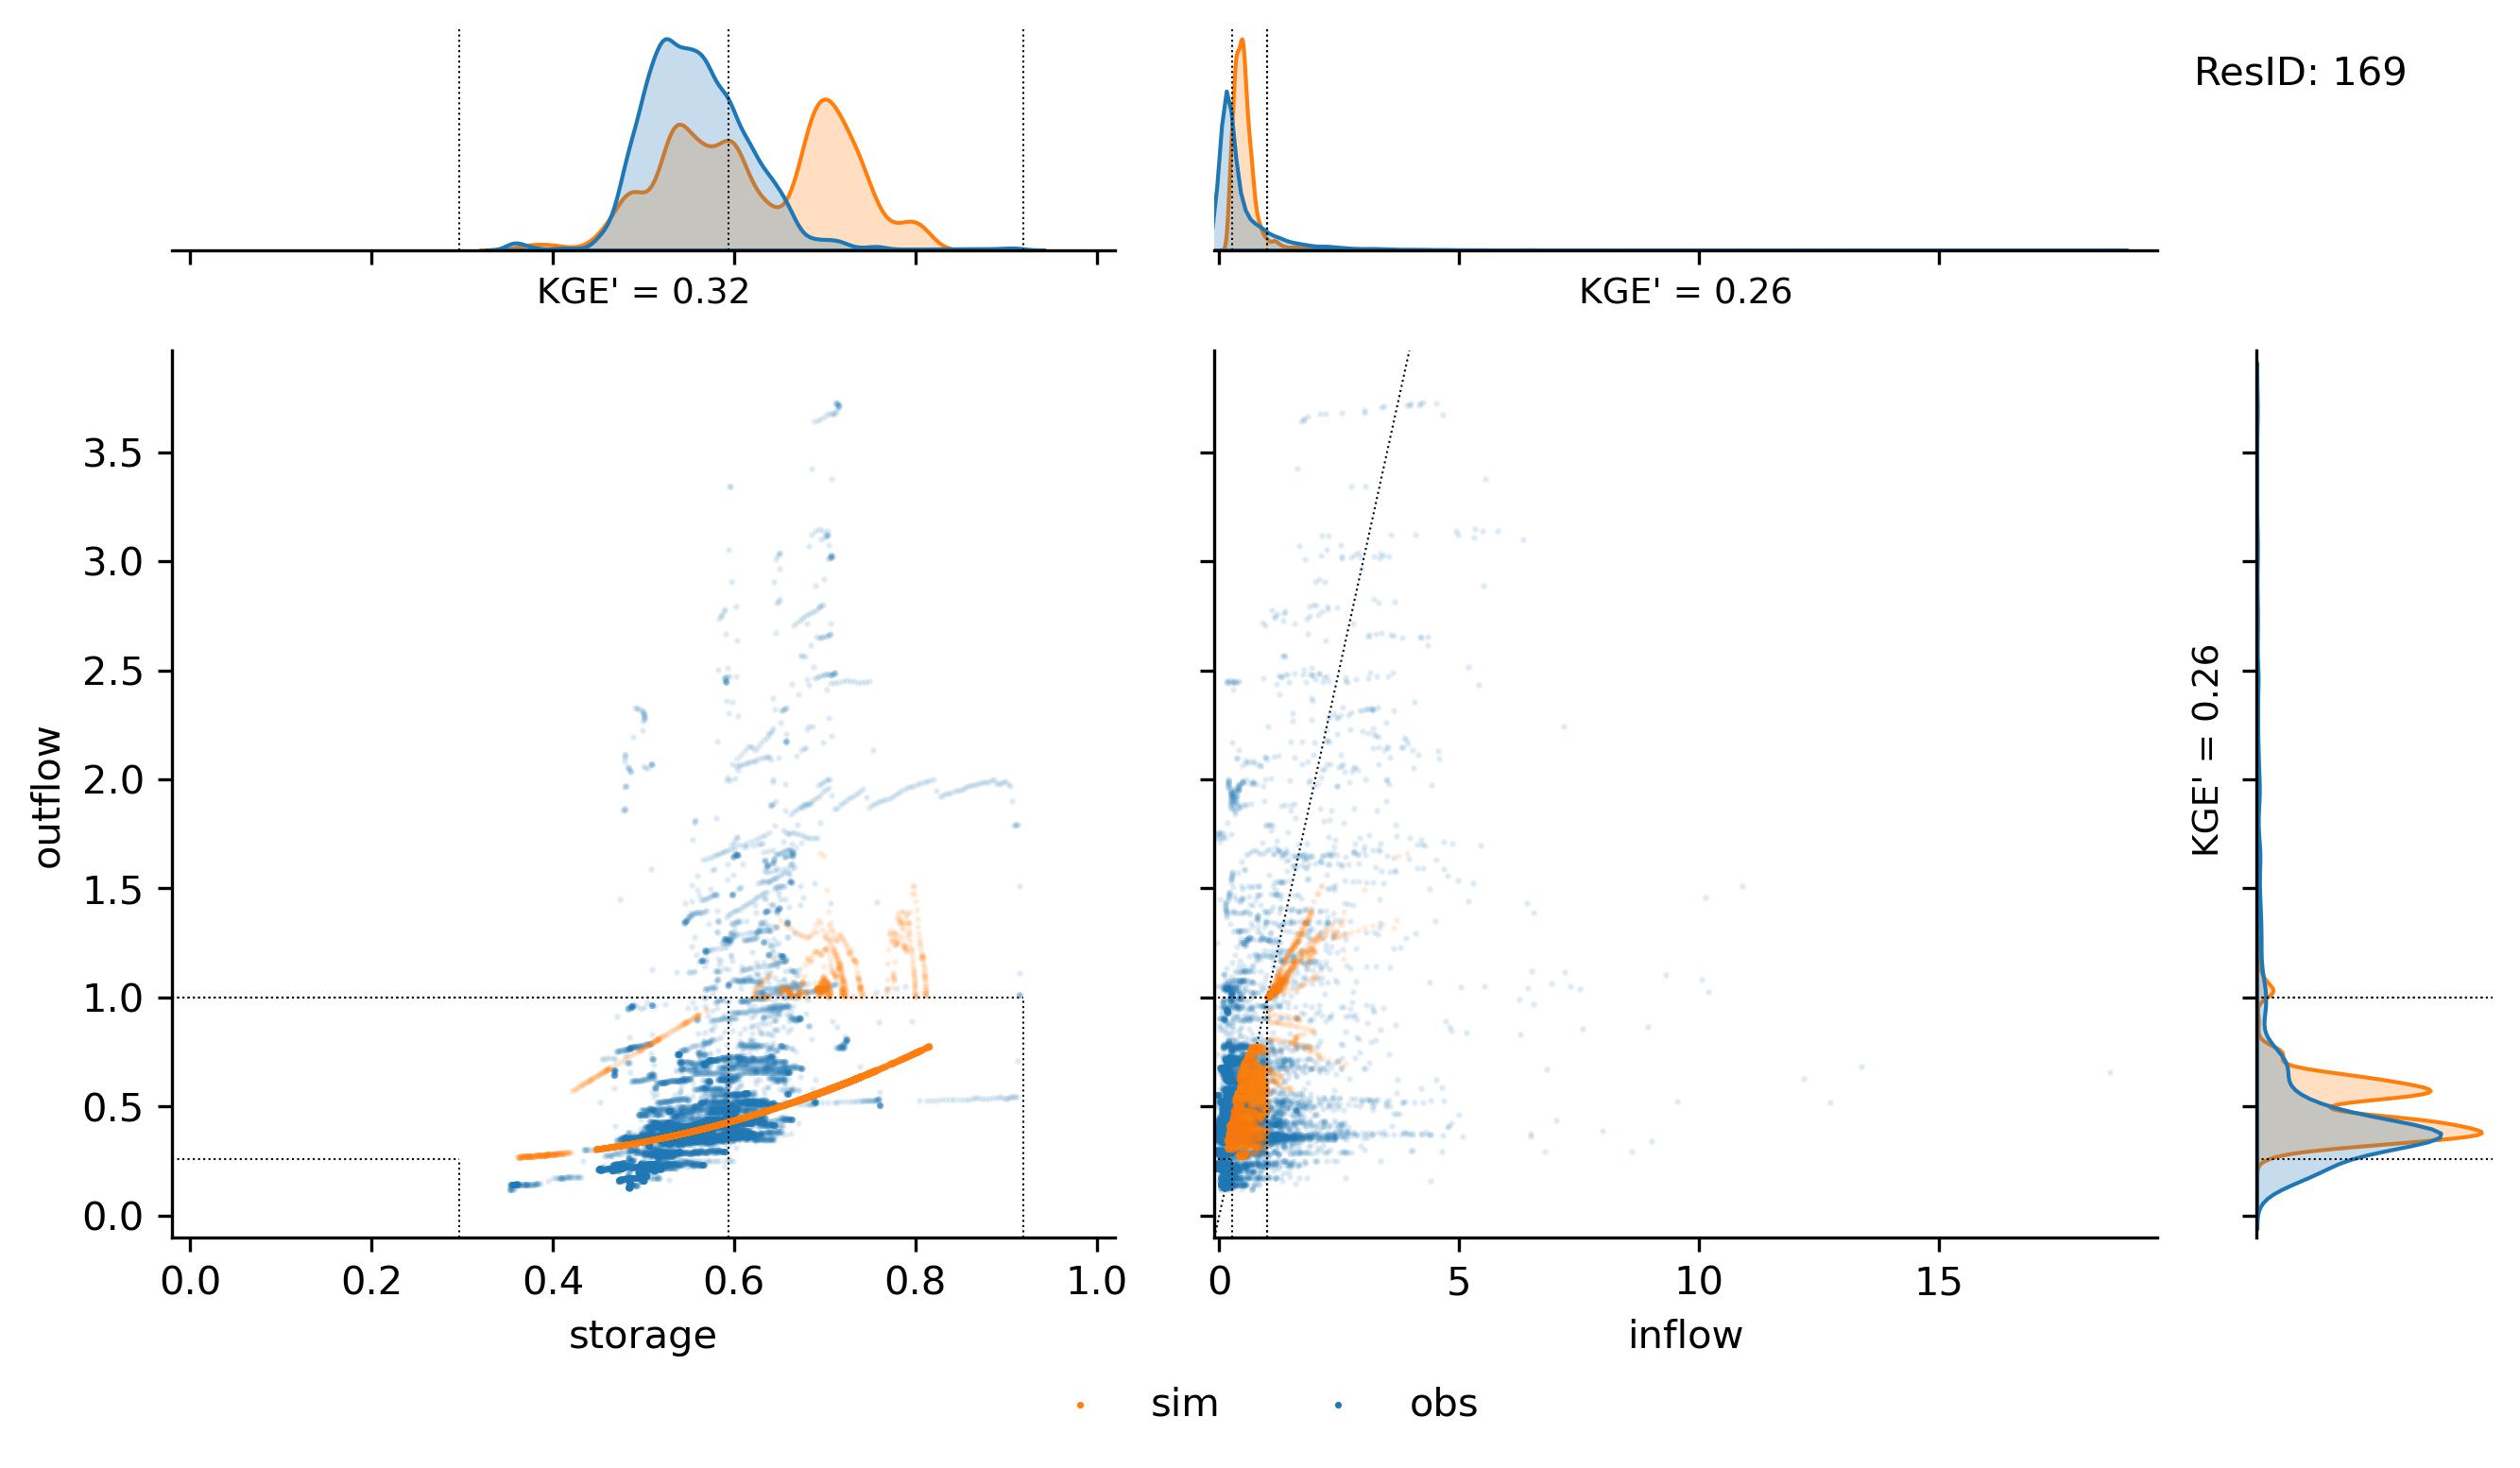 ResID: 169
KGE' = 0.32
KGE' = 0.26
outflow
3.5
3.0
2.5
2.0
1.5
1.0
0.5
0.0
KGE' = 0.26
0.0 0.2 0.4 0.6 0.8 1.0
0 5 10 15
storage
inflow
sim obs